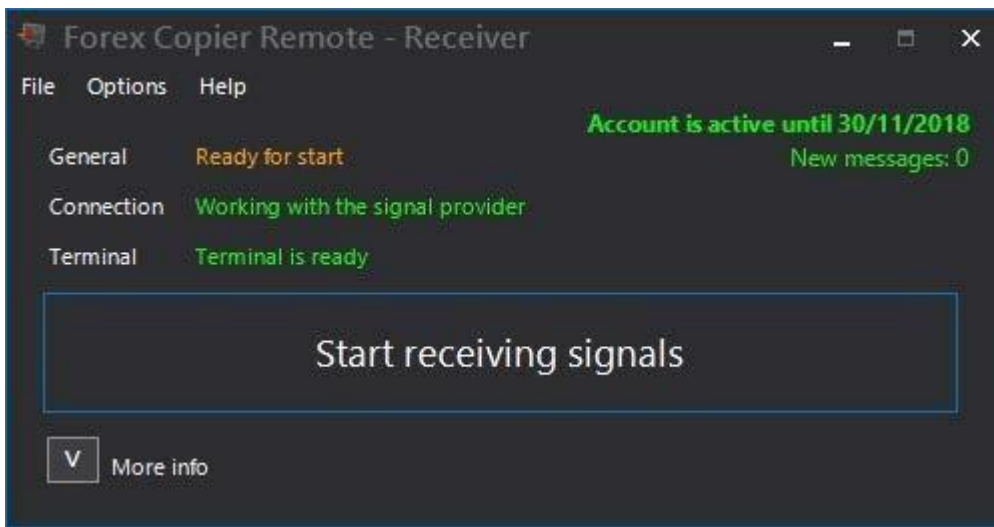 Forex Copier Remote - Receiver
File Options Help
Account is active until 30/11/2018
General Ready for start
New messages: 0
Connection Working with the signal provider
Terminal Terminal is ready
Start receiving signals
V More info